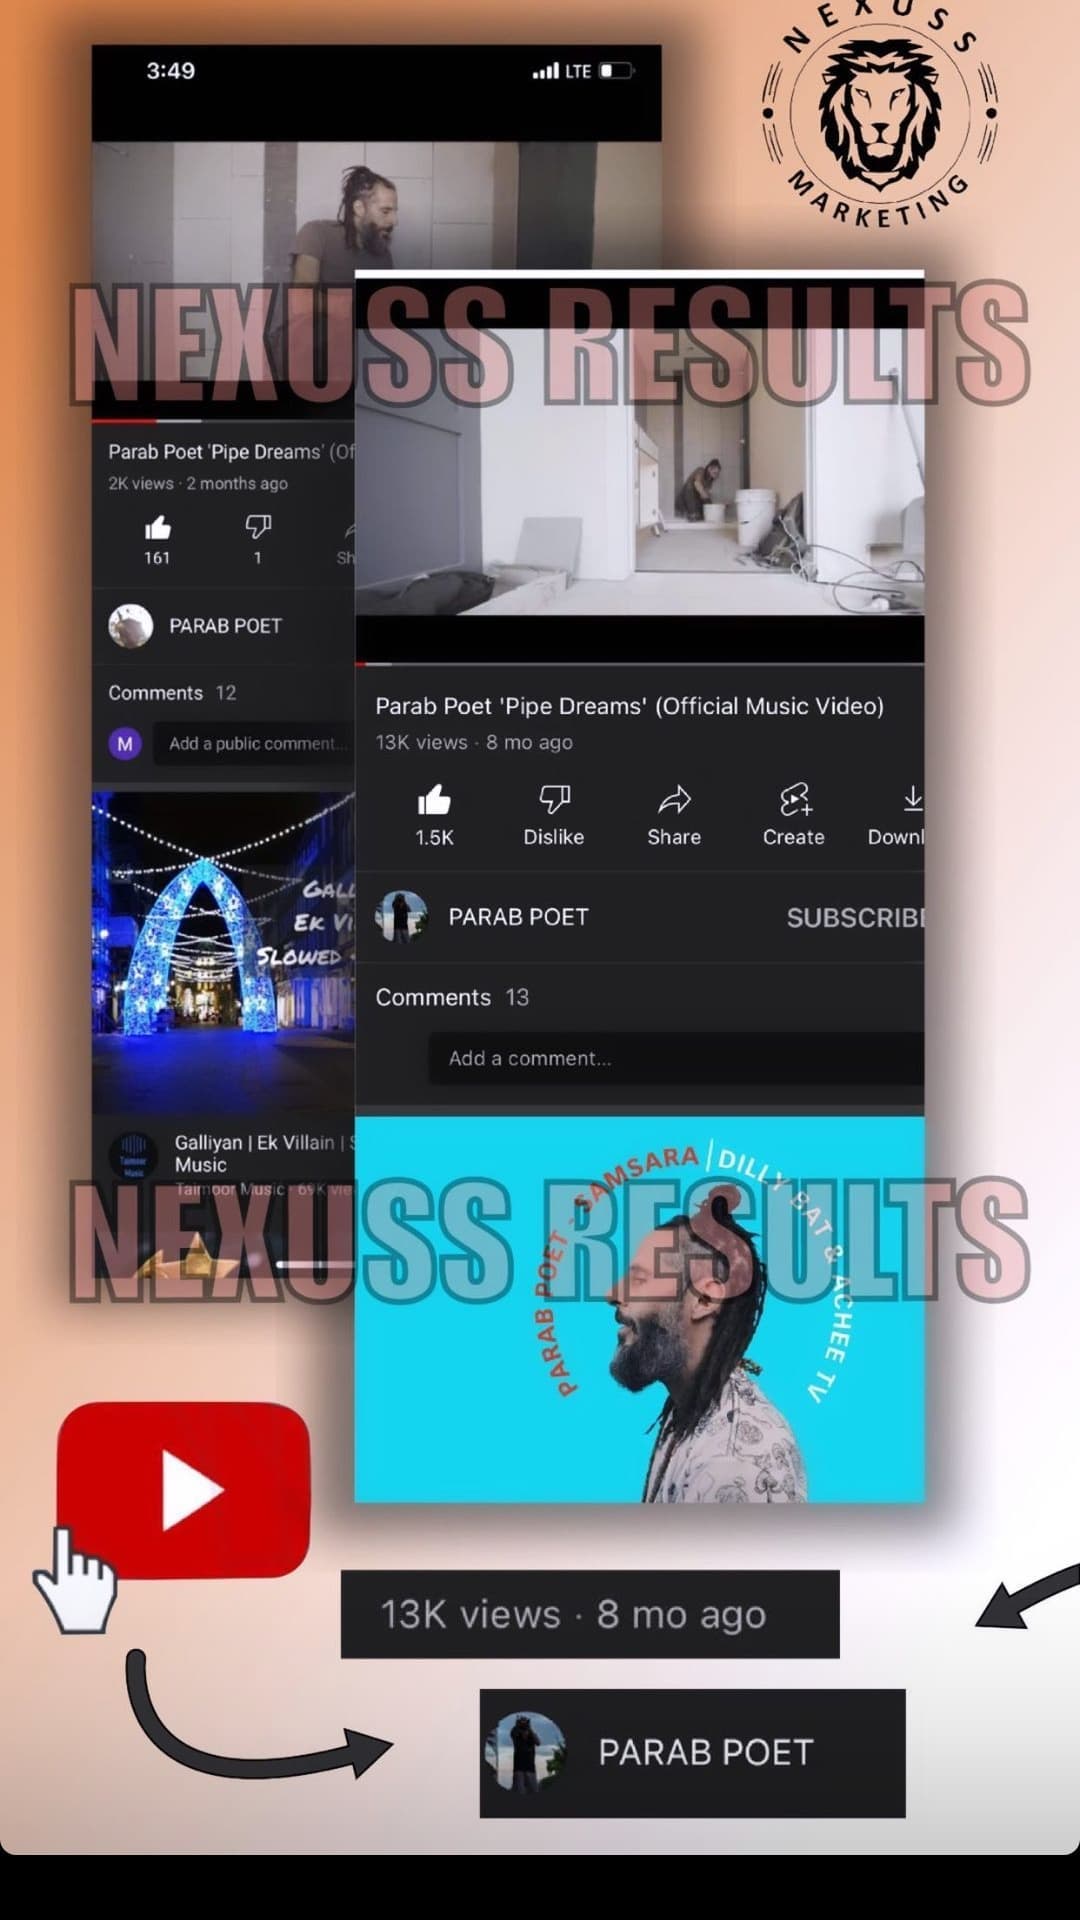 NEXUSS
MARKETING
3:49
LTE
NEXUSS RESULTS
Parab Poet 'Pipe Dreams' (Of
2K views · 2 months ago
161
1
Sh
PARAB POET
Comments 12
M
Add a public comment...
GALL
EK VI
SLOWED
Galliyan | Ek Villain | S
Music
Taimoor Music · 69K vie
Taimoor
Music
Parab Poet 'Pipe Dreams' (Official Music Video)
13K views · 8 mo ago
1.5K
Dislike
Share
Create
Downl
PARAB POET
SUBSCRIBE
Comments 13
Add a comment...
PARAB POET - SAMSARA | DILLY BAT & ACHEE TV
NEXUSS RESULTS
13K views · 8 mo ago
PARAB POET